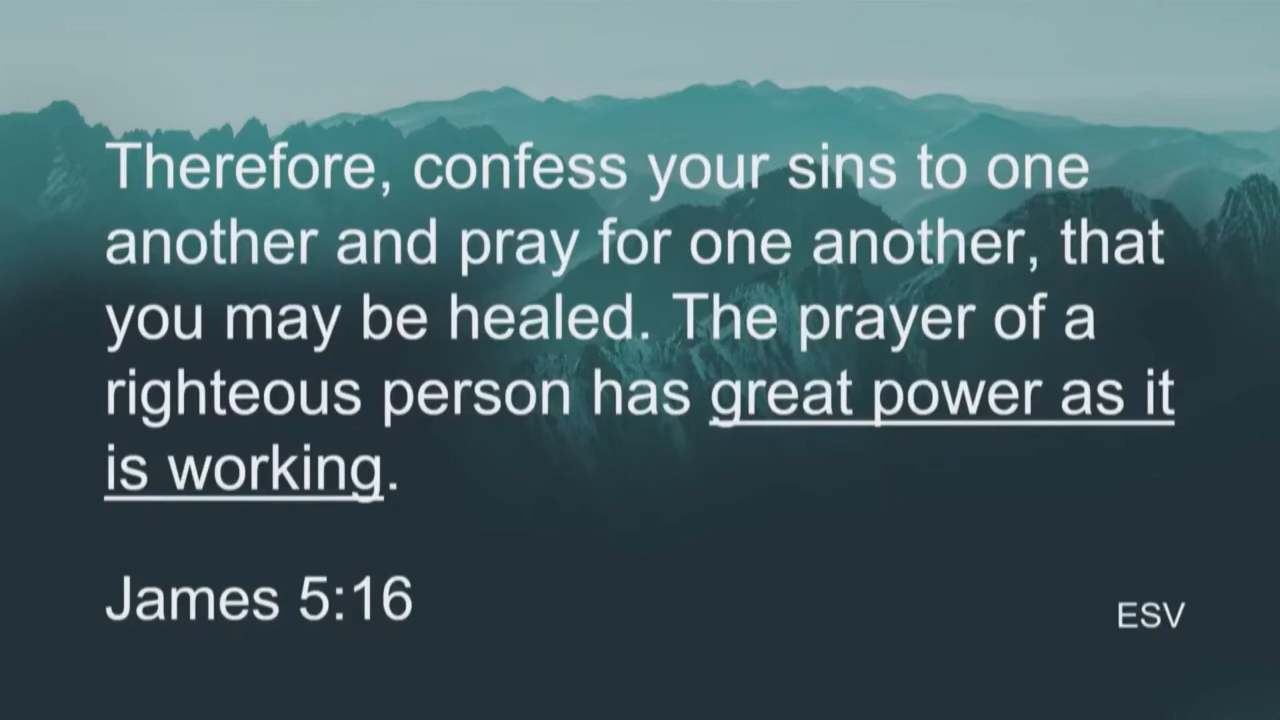 Therefore, confess your sins to one
another and pray for one another, that
you may be healed. The prayer of a
righteous person has great power as it
is working.
James 5:16
ESV